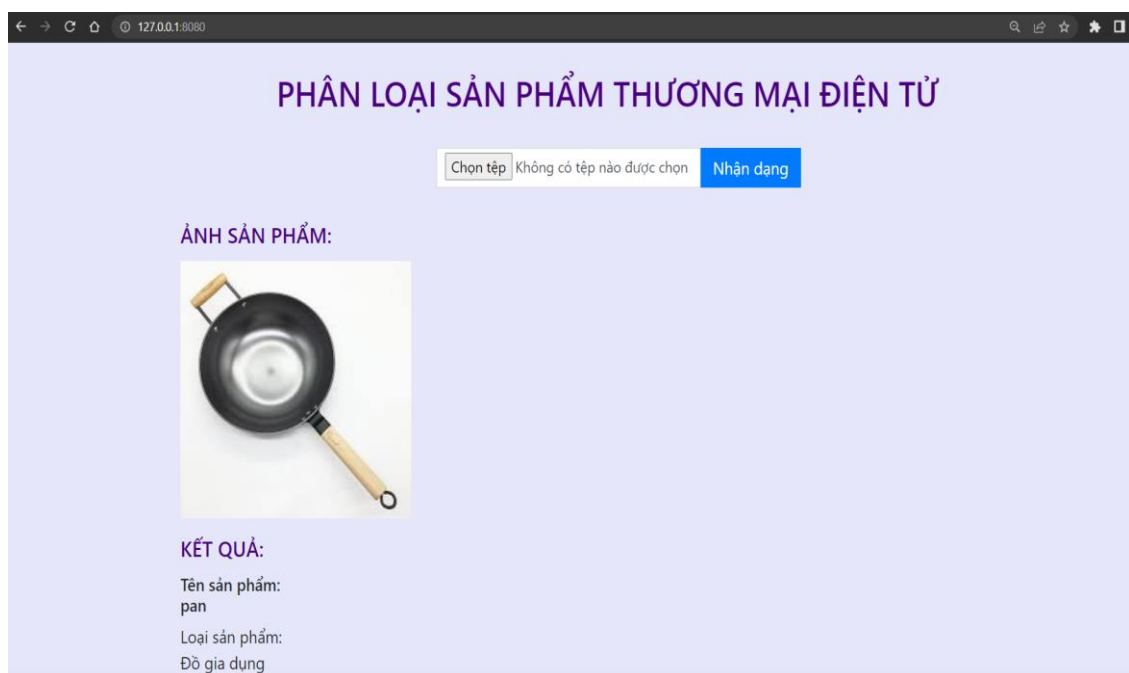 127.0.0.1:8080
PHÂN LOẠI SẢN PHẨM THƯƠNG MẠI ĐIỆN TỬ
Chọn tệp Không có tệp nào được chọn Nhận dạng
ẢNH SẢN PHẨM:
KẾT QUẢ:
Tên sản phẩm:
pan
Loại sản phẩm:
Đồ gia dụng